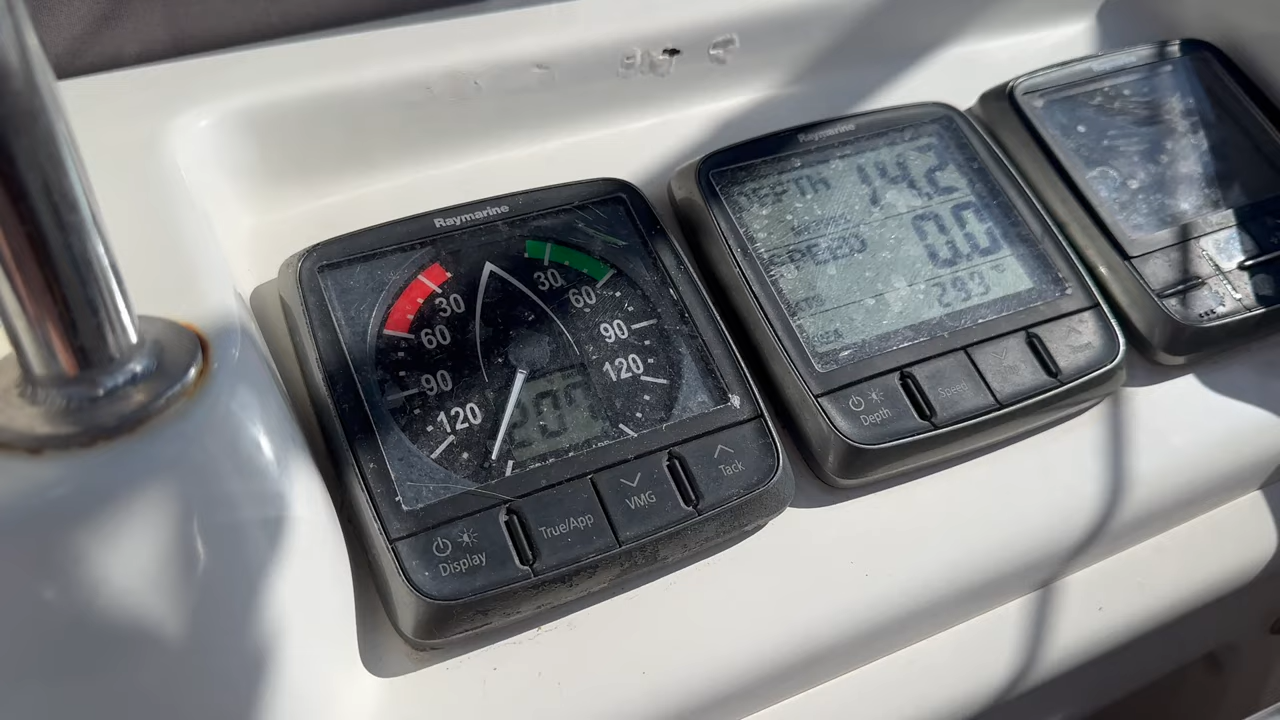 Raymarine
30
30
60
60
90
90
120
120
Display
True/App
VMG
Tack
Raymarine
DEPTH 14.2
SPEED 0.0
Depth
Speed